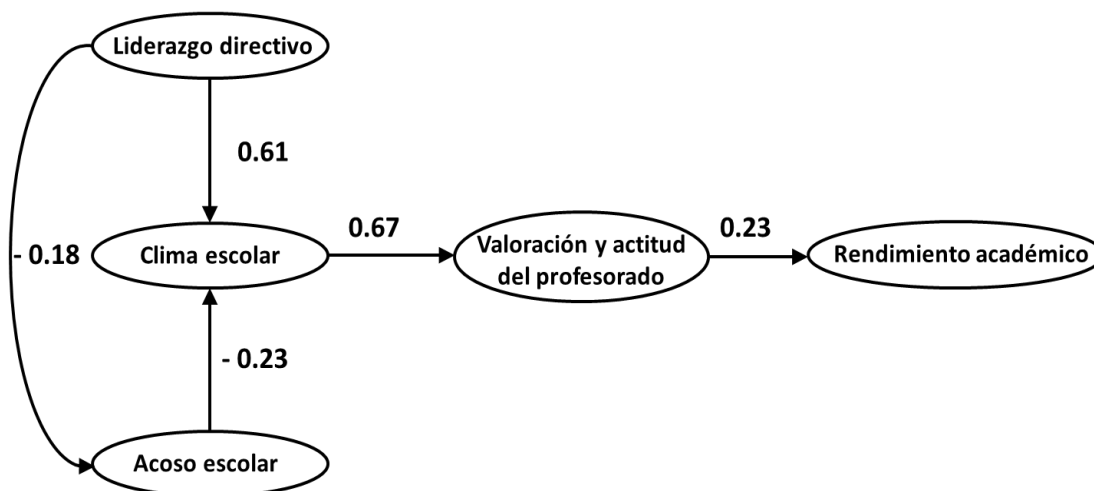 Liderazgo directivo
0.61
- 0.18
Clima escolar
0.67
Valoración y actitud
del profesorado
0.23
Rendimiento académico
- 0.23
Acoso escolar